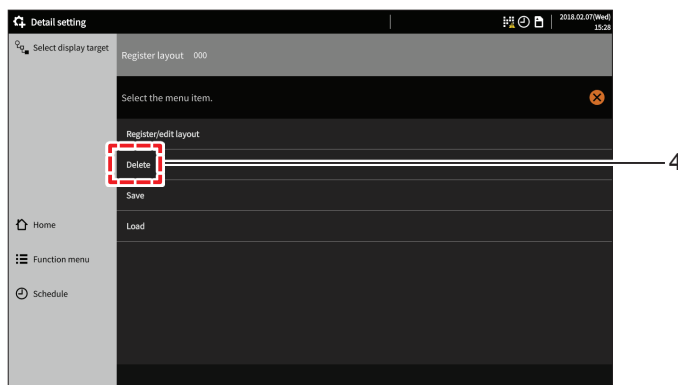 Detail setting
2018.02.07(Wed)
15:28
Select display target
Register layout 000
Select the menu item.
Register/edit layout
Delete
4
Save
Home
Load
Function menu
Schedule